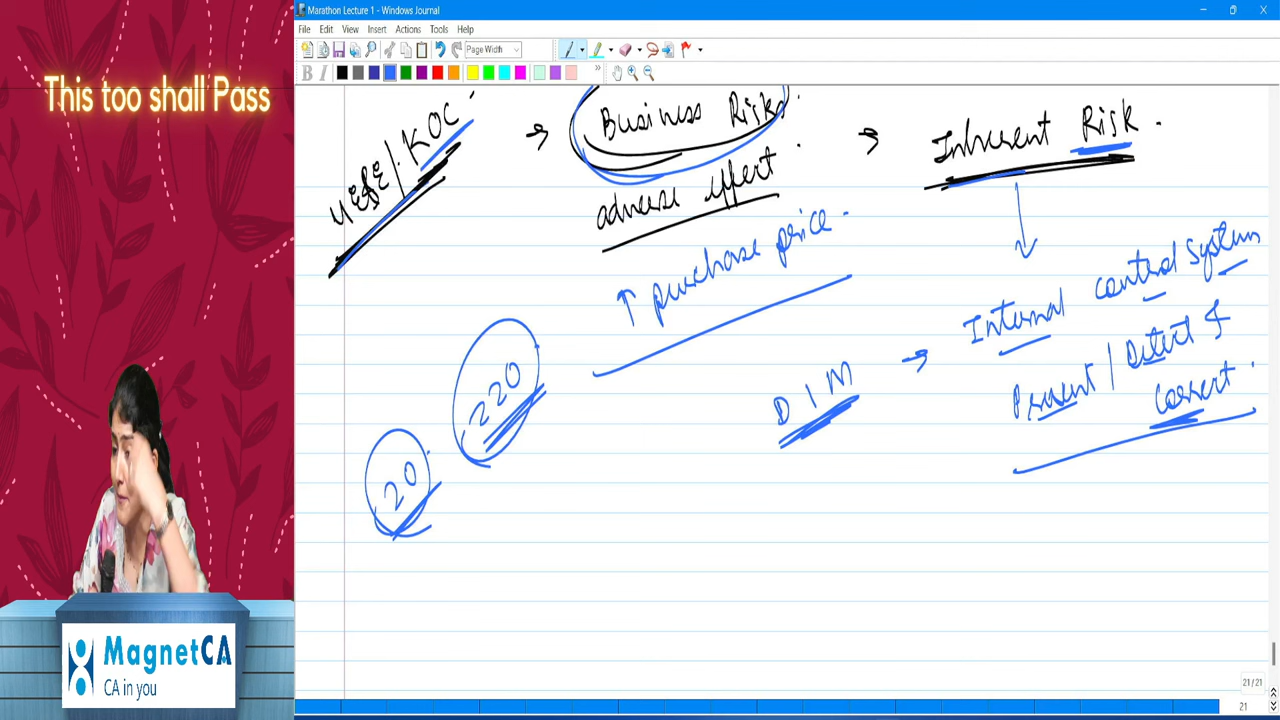 This too shall Pass
Marathon Lecture 1 - Windows Journal
File Edit View Insert Actions Tools Help
Page Width
B I
KOC
Business Risks.
adverse effect
↑ purchase price.
Inherent Risk.
Internal control system
Prevent / Detect &
Correct.
DIM
220
20
MagnetCA
CA in you
21 / 21
21